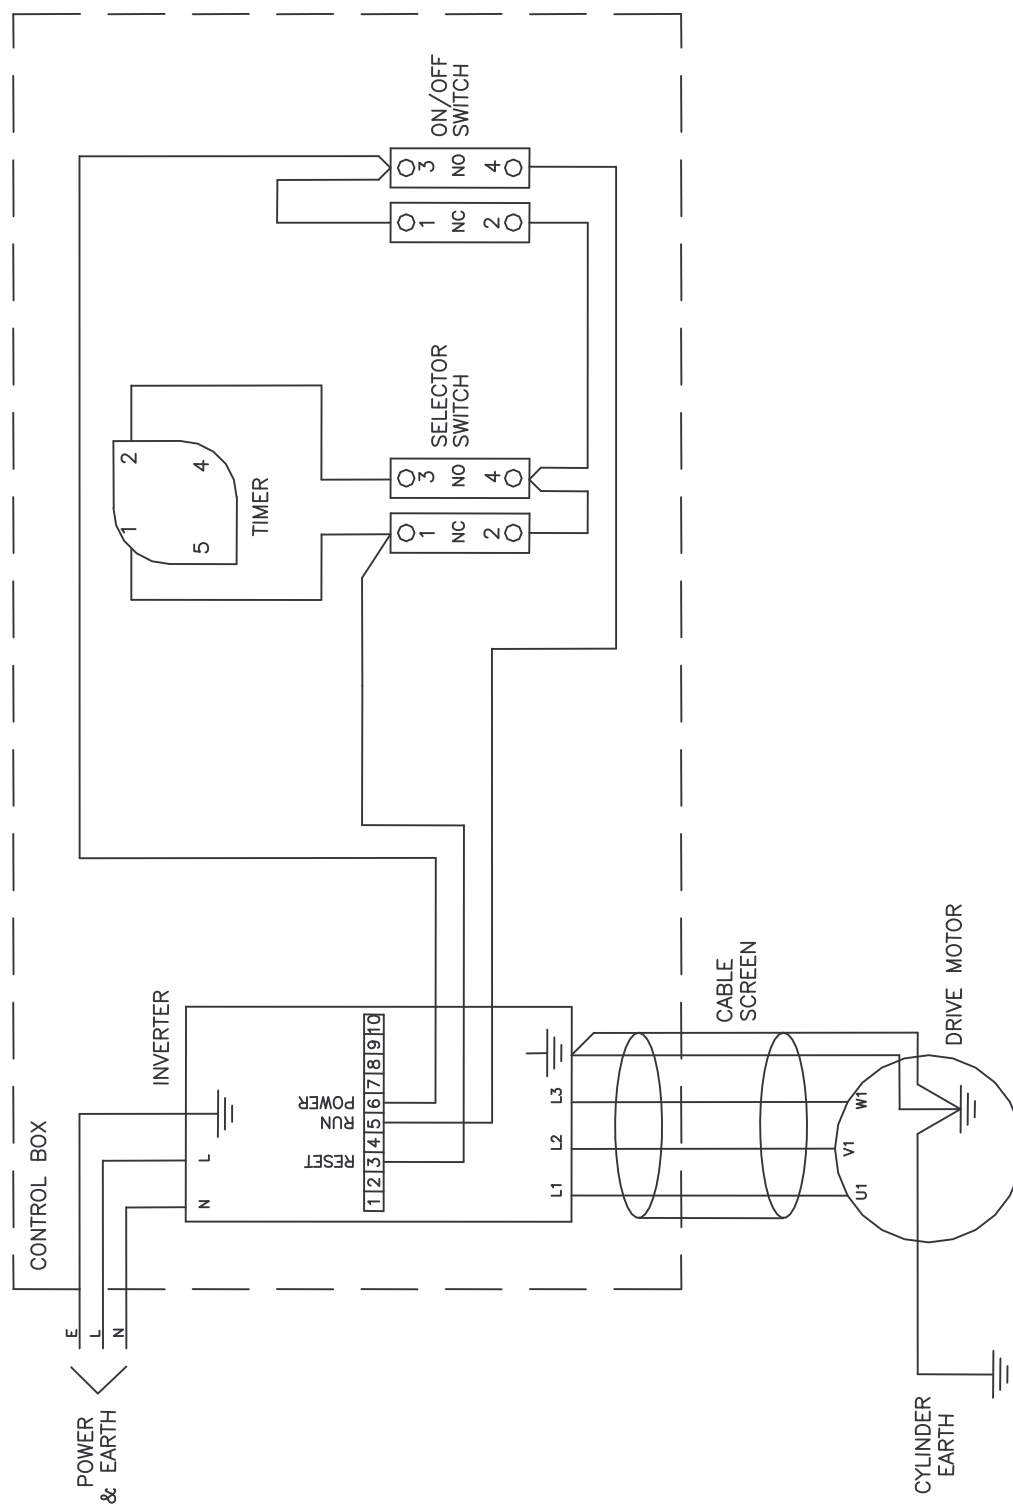 CONTROL BOX
POWER
& EARTH
E
L
N
INVERTER
N
L
1 2 3 4 5 6 7 8 9 10
RESET
RUN
POWER
L1
L2
L3
TIMER
1
2
4
5
SELECTOR
SWITCH
3 NO 4
1 NC 2
ON/OFF
SWITCH
3 NO 4
1 NC 2
CABLE
SCREEN
DRIVE MOTOR
U1
V1
W1
CYLINDER
EARTH